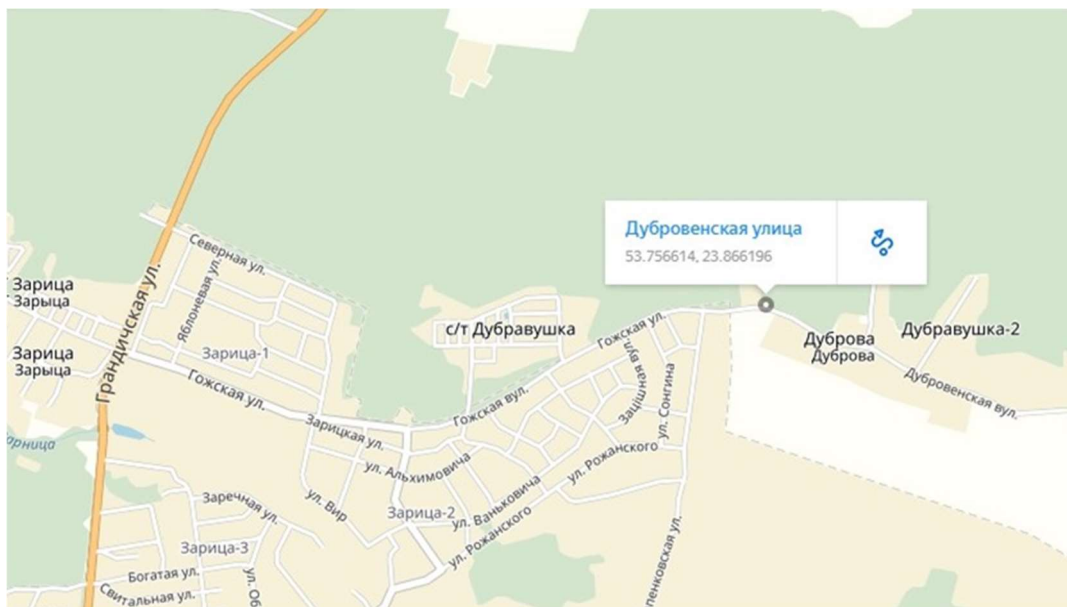 Дубровенская улица
53.756614, 23.866196
Северная ул.
Яблоневая ул.
Грандичская ул.
Зарица
Зарыца
Зарица
Зарыца
Зарица-1
с/т Дубравушка
Гожская ул.
Дуброва
Дуброва
Дубравушка-2
Дубровенская вул.
Гожская ул.
Гожская вул.
Зацішная вул.
ул. Сонгина
Зарицкая ул.
ул. Альхимовича
ул. Рожанского
ул. Вир
Зарица-2
ул. Ваньковича
ул. Рожанского
Заречная ул.
Зарица-3
Богатая ул.
Свитальная ул.